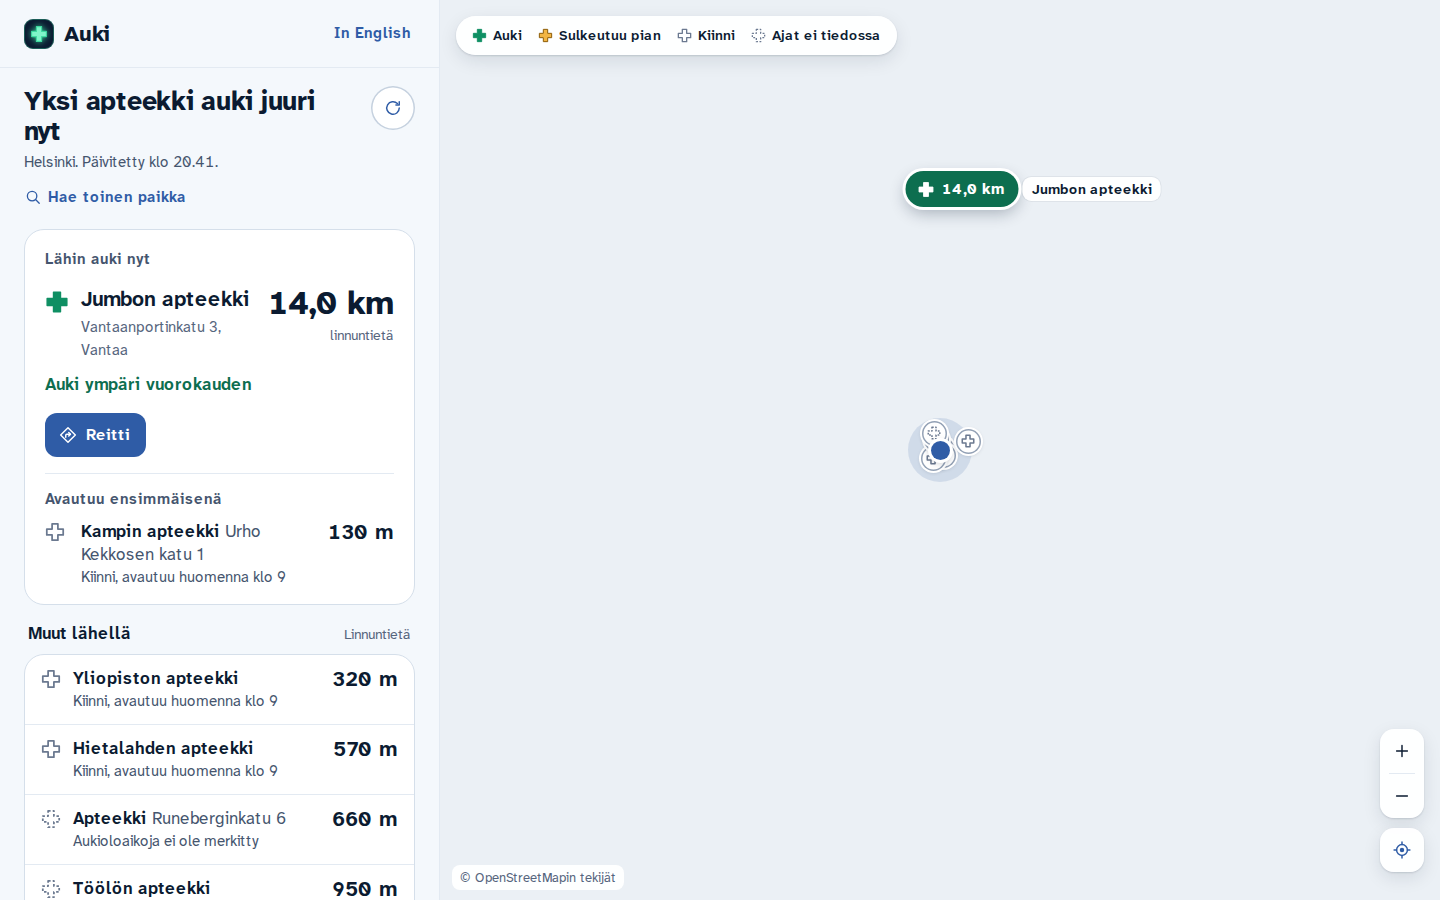 Auki
In English
Yksi apteekki auki juuri
nyt
Helsinki. Päivitetty klo 20.41.
Hae toinen paikka
Lähin auki nyt
Jumbon apteekki
14,0 km
Vantaanportinkatu 3,
Vantaa
linnuntietä
Auki ympäri vuorokauden
Reitti
Avautuu ensimmäisenä
Kampin apteekki Urho
Kekkosen katu 1
130 m
Kiinni, avautuu huomenna klo 9
Muut lähellä
Linnuntietä
Yliopiston apteekki
320 m
Kiinni, avautuu huomenna klo 9
Hietalahden apteekki
570 m
Kiinni, avautuu huomenna klo 9
Apteekki Runeberginkatu 6
660 m
Aukioloaikoja ei ole merkitty
Töölön apteekki
950 m
Auki
Sulkeutuu pian
Kiinni
Ajat ei tiedossa
14,0 km
Jumbon apteekki
+
−
© OpenStreetMapin tekijät